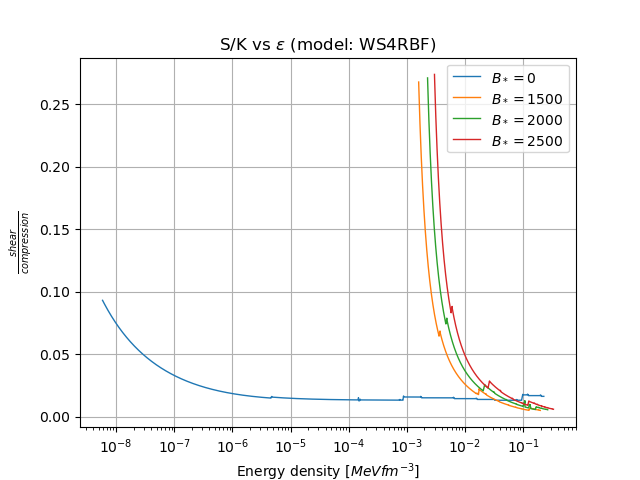 S/K vs ε (model: WS4RBF)
B* = 0
B* = 1500
B* = 2000
B* = 2500
shear
compression
0.25
0.20
0.15
0.10
0.05
0.00
10⁻⁸ 10⁻⁷ 10⁻⁶ 10⁻⁵ 10⁻⁴ 10⁻³ 10⁻² 10⁻¹
Energy density [MeVfm⁻³]